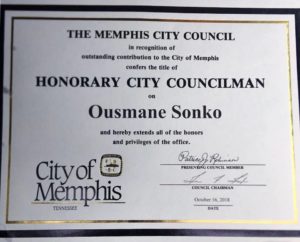 THE MEMPHIS CITY COUNCIL
in recognition of
outstanding contribution to the City of Memphis
confers the title of
HONORARY CITY COUNCILMAN
on
Ousmane Sonko
and hereby extends all of the honors
and privileges of the office.
City of
Memphis
TENNESSEE
PRESENTING COUNCIL MEMBER
COUNCIL CHAIRMAN
October 16, 2018
DATE